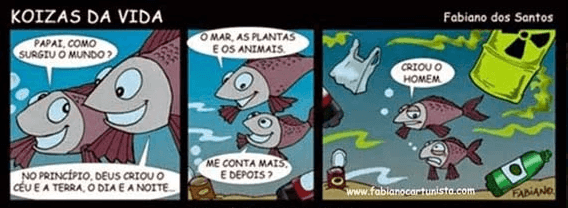 KOIZAS DA VIDA
Fabiano dos Santos
PAPAI, COMO
SURGIU O MUNDO?
NO PRINCÍPIO, DEUS CRIOU O
CÉU E A TERRA, O DIA E A NOITE...
O MAR, AS PLANTAS
E OS ANIMAIS.
ME CONTA MAIS,
E DEPOIS?
CRIOU O
HOMEM.
www.fabianocartunista.com
FABIANO.